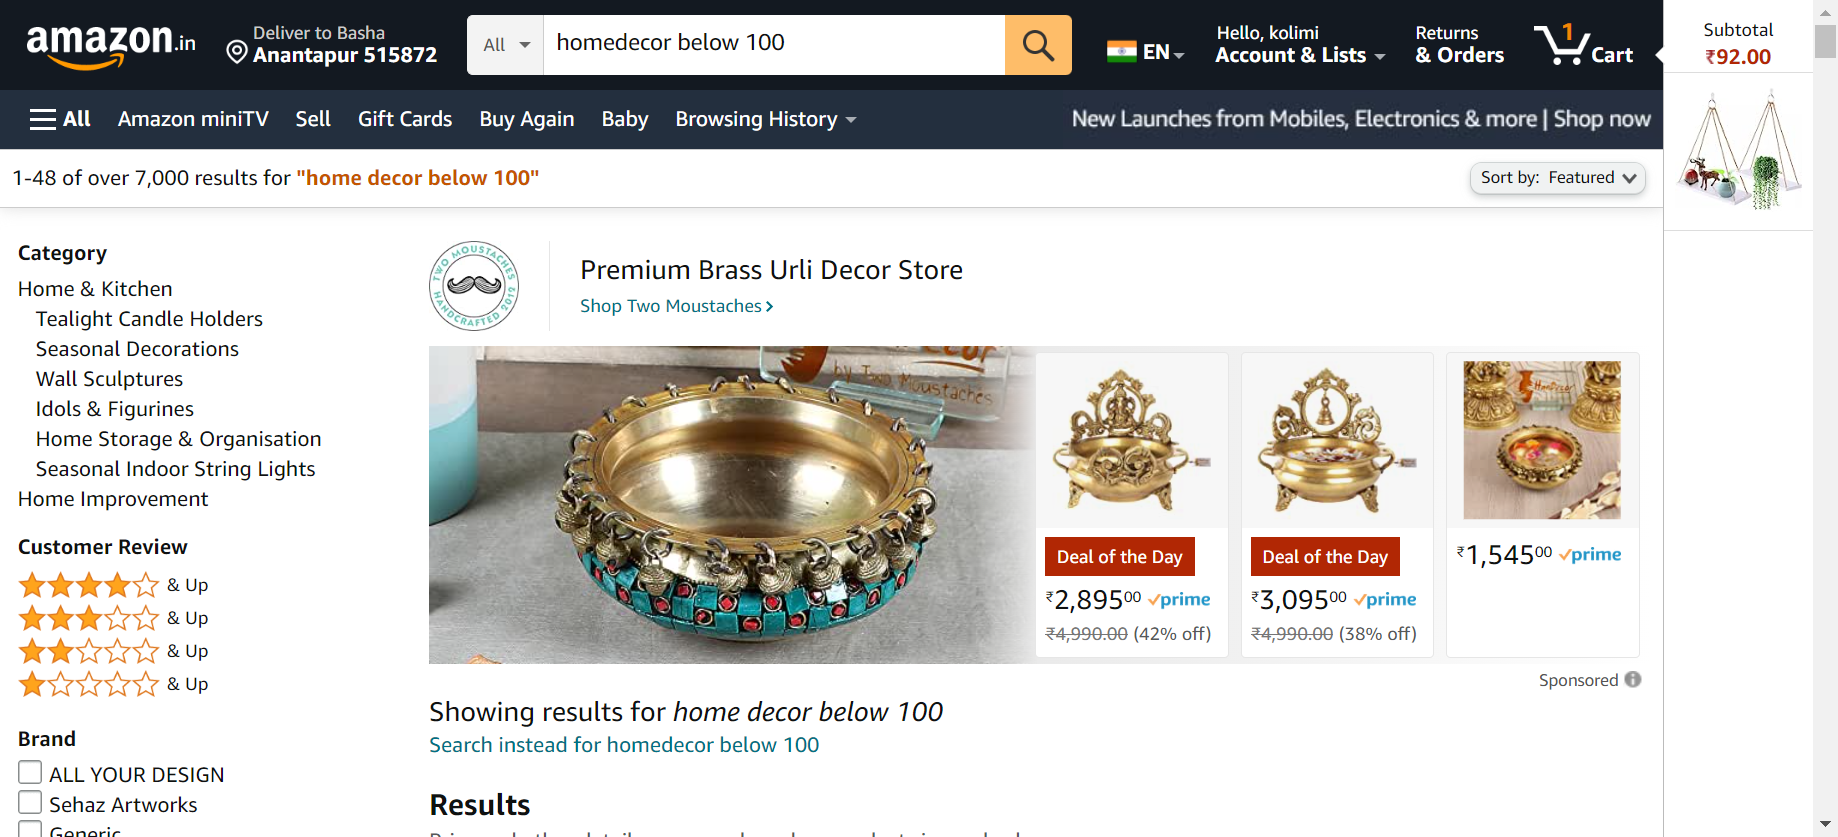 amazon.in
Deliver to Basha
Anantapur 515872
All
homedecor below 100
EN
Hello, kolimi
Account & Lists
Returns
& Orders
1
Cart
Subtotal
₹92.00
All
Amazon miniTV
Sell
Gift Cards
Buy Again
Baby
Browsing History
New Launches from Mobiles, Electronics & more | Shop now
1-48 of over 7,000 results for "home decor below 100"
Sort by: Featured
Category
Home & Kitchen
Tealight Candle Holders
Seasonal Decorations
Wall Sculptures
Idols & Figurines
Home Storage & Organisation
Seasonal Indoor String Lights
Home Improvement
Customer Review
& Up
& Up
& Up
& Up
Brand
ALL YOUR DESIGN
Sehaz Artworks
Generic
TWO MOUSTACHES
HANDCRAFTED 2012
Premium Brass Urli Decor Store
Shop Two Moustaches
by Two Moustaches
Deal of the Day
₹2,89500 prime
₹4,990.00 (42% off)
Deal of the Day
₹3,09500 prime
₹4,990.00 (38% off)
₹1,54500 prime
Sponsored
Showing results for home decor below 100
Search instead for homedecor below 100
Results